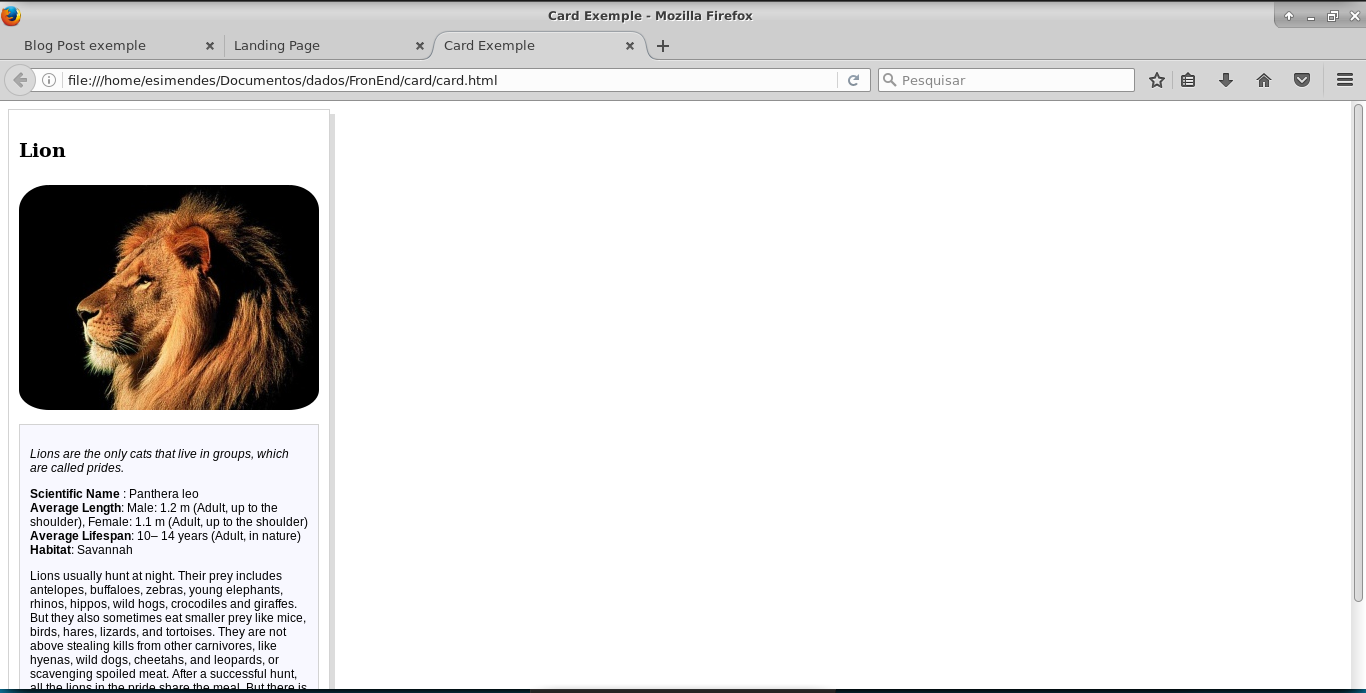 Card Exemple - Mozilla Firefox
Blog Post exemple
Landing Page
Card Exemple
file:///home/esimendes/Documentos/dados/FronEnd/card/card.html
Pesquisar
Lion
Lions are the only cats that live in groups, which
are called prides.
Scientific Name : Panthera leo
Average Length: Male: 1.2 m (Adult, up to the
shoulder), Female: 1.1 m (Adult, up to the shoulder)
Average Lifespan: 10– 14 years (Adult, in nature)
Habitat: Savannah
Lions usually hunt at night. Their prey includes
antelopes, buffaloes, zebras, young elephants,
rhinos, hippos, wild hogs, crocodiles and giraffes.
But they also sometimes eat smaller prey like mice,
birds, hares, lizards, and tortoises. They are not
above stealing kills from other carnivores, like
hyenas, wild dogs, cheetahs, and leopards, or
scavenging spoiled meat. After a successful hunt,
all the lions in the pride share the meal. But there is